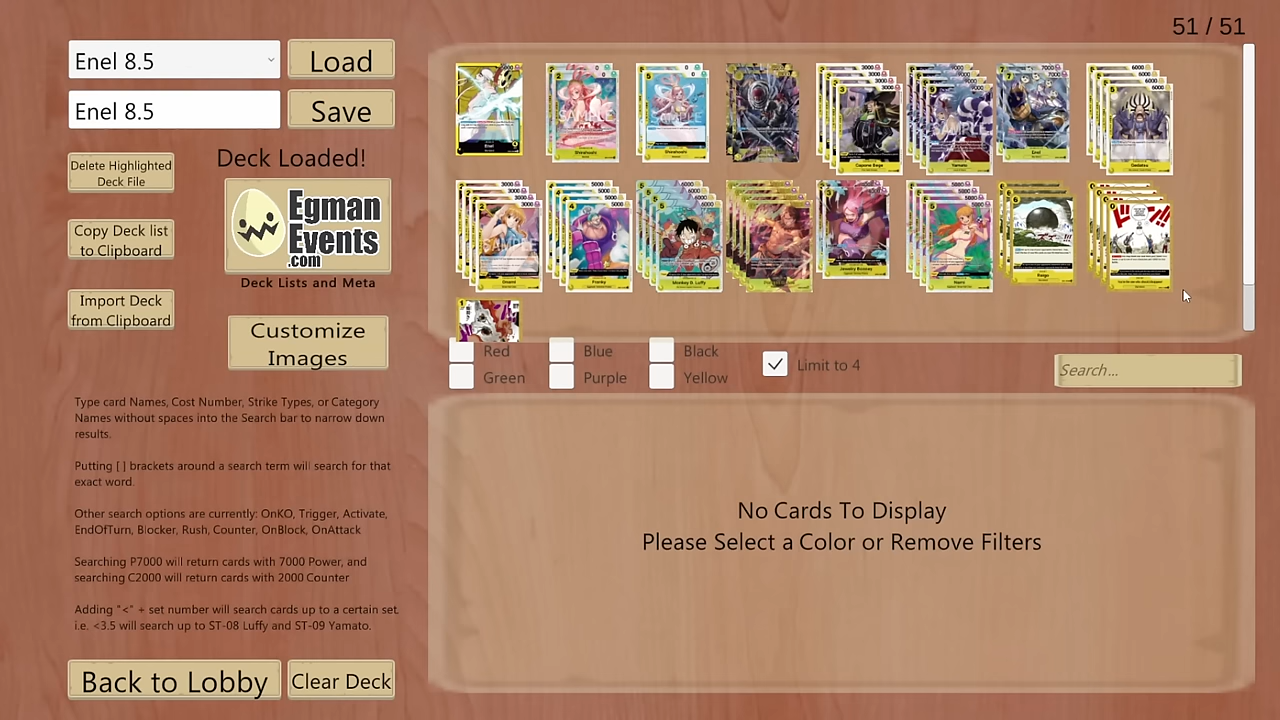 51 / 51
Enel 8.5
Load
Enel 8.5
Save
Delete Highlighted
Deck File
Deck Loaded!
Copy Deck list
to Clipboard
Egman
Events
.com
Deck Lists and Meta
Import Deck
from Clipboard
Customize
Images
Red
Blue
Black
Limit to 4
Green
Purple
Yellow
Search...
Type card Names, Cost Number, Strike Types, or Category
Names without spaces into the Search bar to narrow down
results.
Putting [ ] brackets around a search term will search for that
exact word.
Other search options are currently: OnKO, Trigger, Activate,
EndOfTurn, Blocker, Rush, Counter, OnBlock, OnAttack
Searching P7000 will return cards with 7000 Power, and
searching C2000 will return cards with 2000 Counter
Adding "<" + set number will search cards up to a certain set.
i.e. <3.5 will search up to ST-08 Luffy and ST-09 Yamato.
No Cards To Display
Please Select a Color or Remove Filters
Back to Lobby
Clear Deck